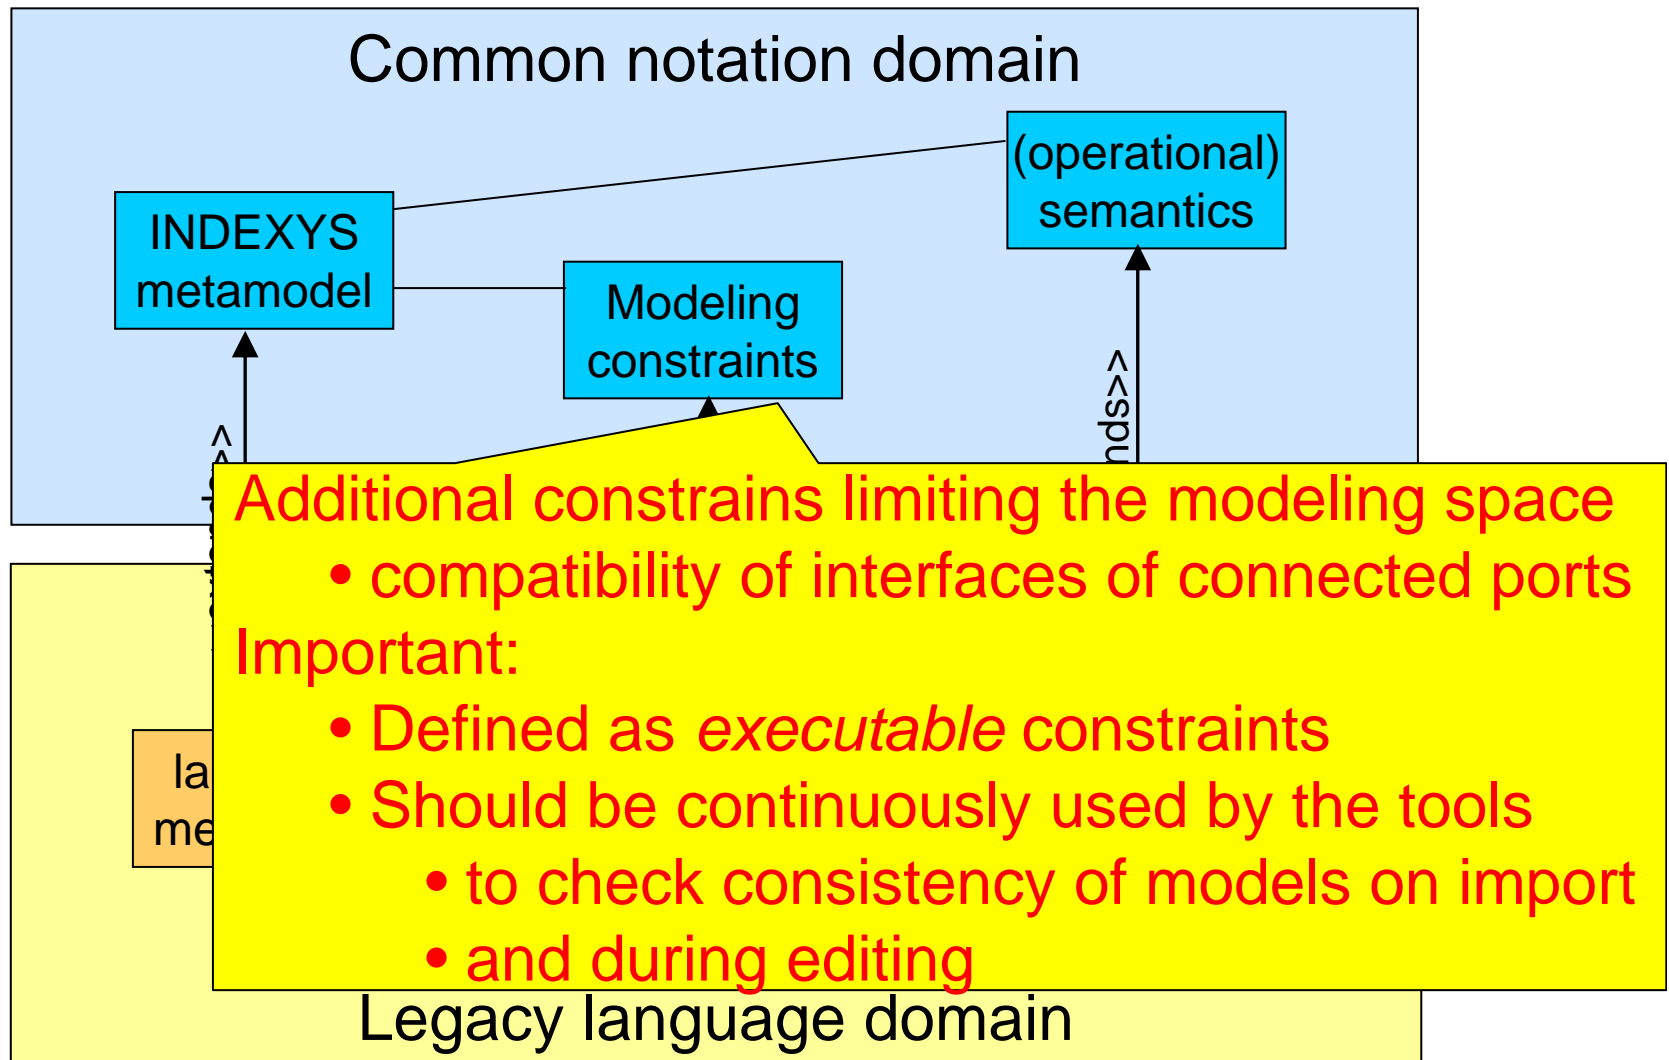 Common notation domain
(operational)
semantics
INDEXYS
metamodel
Modeling
constraints
Additional constrains limiting the modeling space
• compatibility of interfaces of connected ports
Important:
• Defined as executable constraints
• Should be continuously used by the tools
• to check consistency of models on import
• and during editing
Legacy language domain